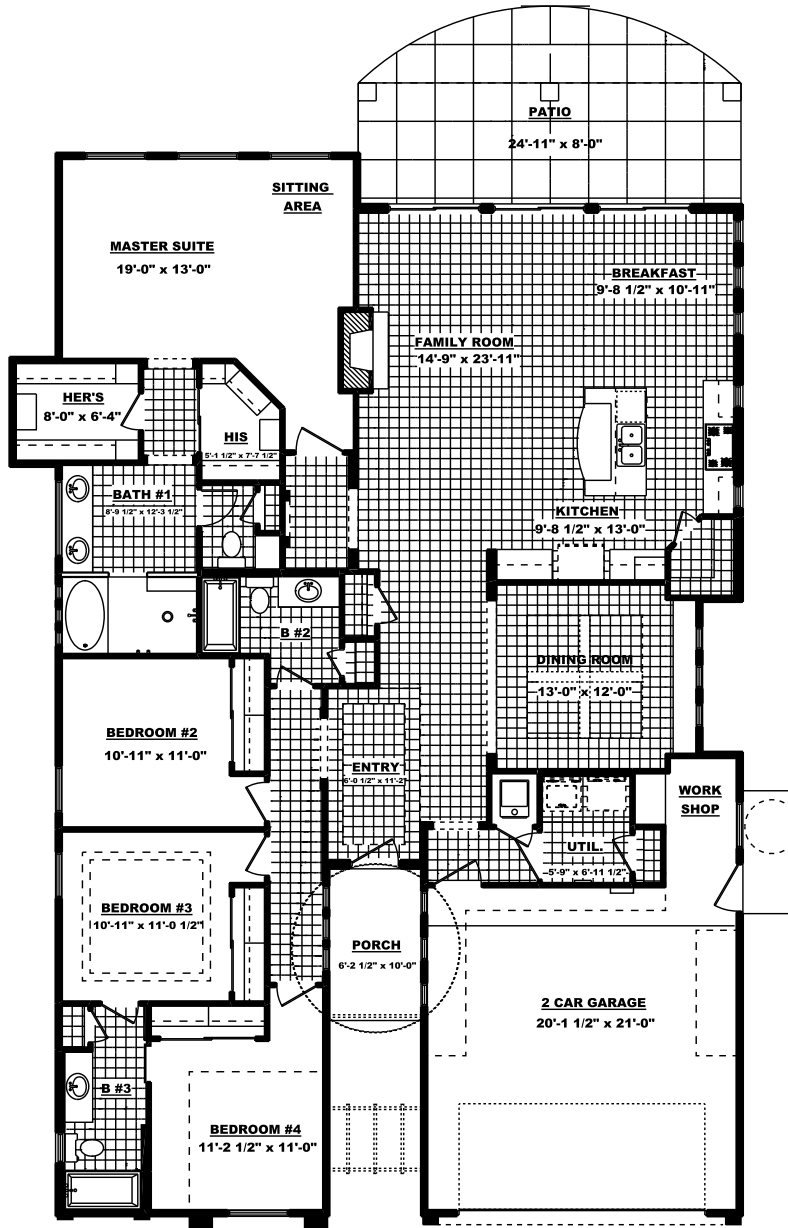 PATIO
24'-11" x 8'-0"
SITTING
AREA
MASTER SUITE
19'-0" x 13'-0"
BREAKFAST
9'-8 1/2" x 10'-11"
FAMILY ROOM
14'-9" x 23'-11"
HER'S
8'-0" x 6'-4"
HIS
5'-1 1/2" x 7'-7 1/2"
BATH #1
8'-9 1/2" x 12'-3 1/2"
KITCHEN
9'-8 1/2" x 13'-0"
B #2
DINING ROOM
13'-0" x 12'-0"
BEDROOM #2
10'-11" x 11'-0"
ENTRY
6'-0 1/2" x 11'-2"
WORK
SHOP
UTIL.
5'-9" x 6'-11 1/2"
BEDROOM #3
10'-11" x 11'-0 1/2"
PORCH
6'-2 1/2" x 10'-0"
2 CAR GARAGE
20'-1 1/2" x 21'-0"
B #3
BEDROOM #4
11'-2 1/2" x 11'-0"